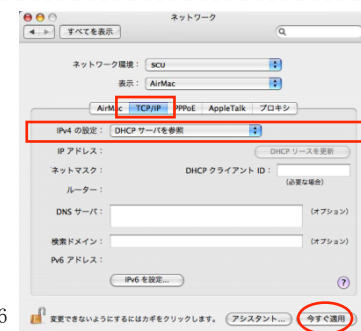 ネットワーク
すべてを表示
ネットワーク環境： scu
表示： AirMac
AirMac TCP/IP PPPoE AppleTalk プロキシ
IPv4 の設定： DHCP サーバを参照
IP アドレス： DHCP リースを更新
ネットマスク： DHCP クライアント ID：
(必要な場合)
ルーター：
DNS サーバ： (オプション)
検索ドメイン： (オプション)
Pv6 アドレス：
IPv6 を設定...
?
6
変更できないようにするにはカギをクリックします。 アシスタント... 今すぐ適用